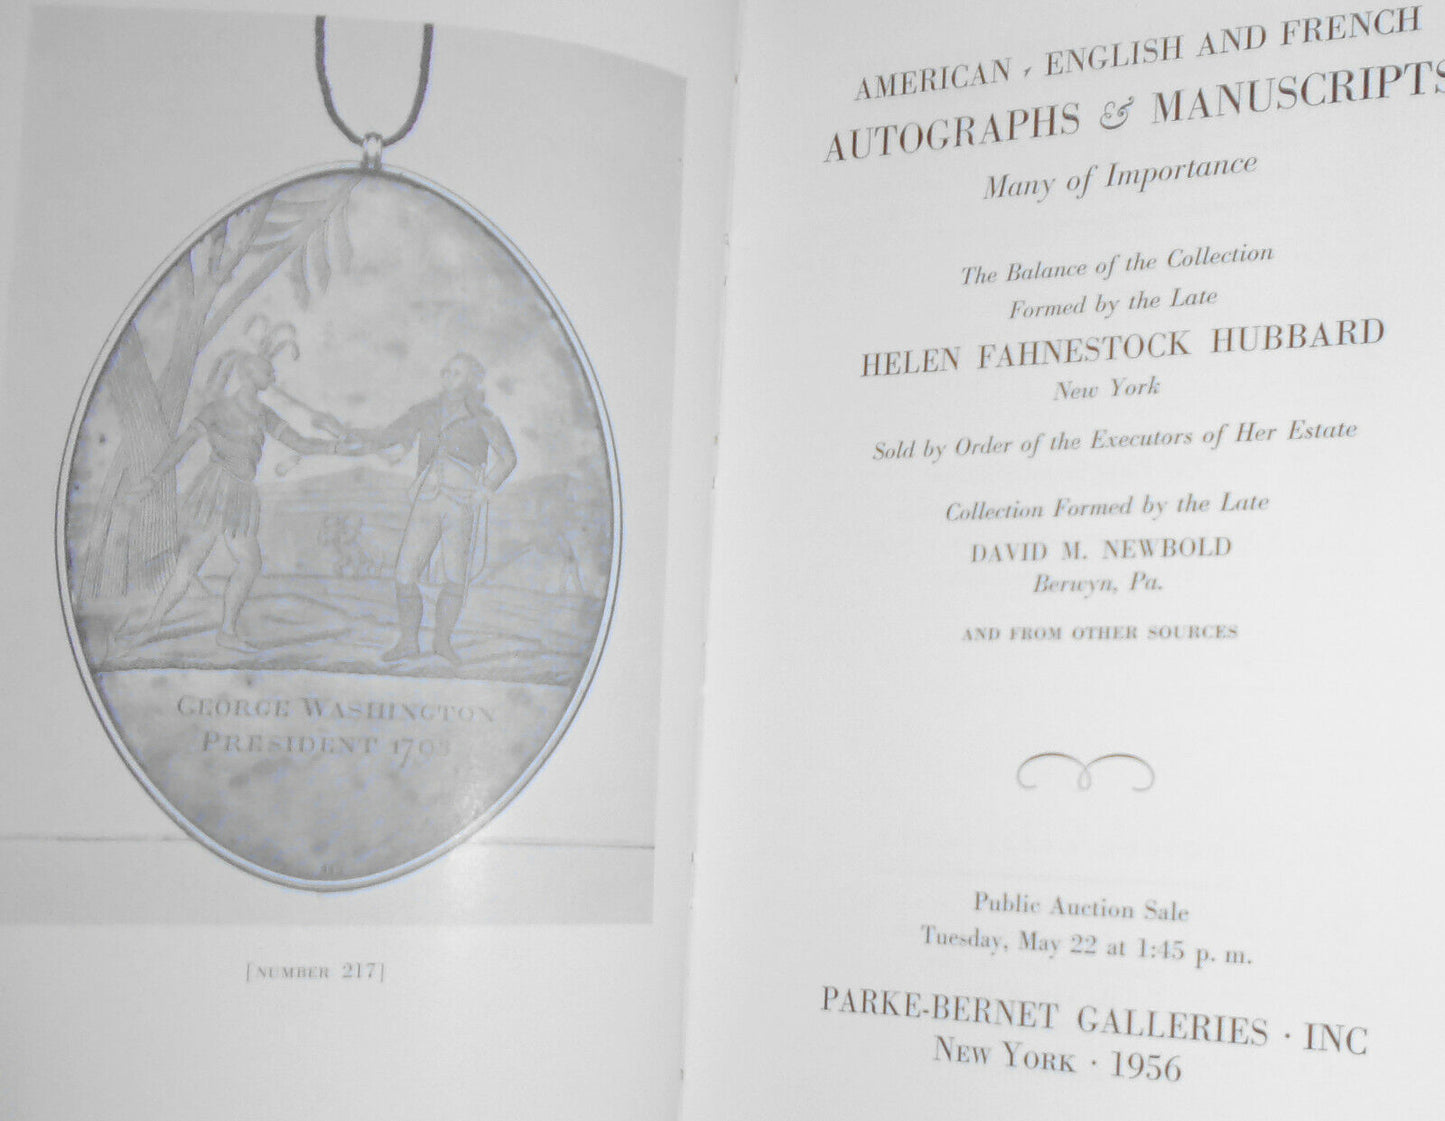 GEORGE WASHINGTON
PRESIDENT 1793
[NUMBER 217]
AMERICAN, ENGLISH AND FRENCH
AUTOGRAPHS & MANUSCRIPTS
Many of Importance
The Balance of the Collection
Formed by the Late
HELEN FAHNESTOCK HUBBARD
New York
Sold by Order of the Executors of Her Estate
Collection Formed by the Late
DAVID M. NEWBOLD
Berwyn, Pa.
AND FROM OTHER SOURCES
Public Auction Sale
Tuesday, May 22 at 1:45 p. m.
PARKE-BERNET GALLERIES · INC
NEW YORK · 1956